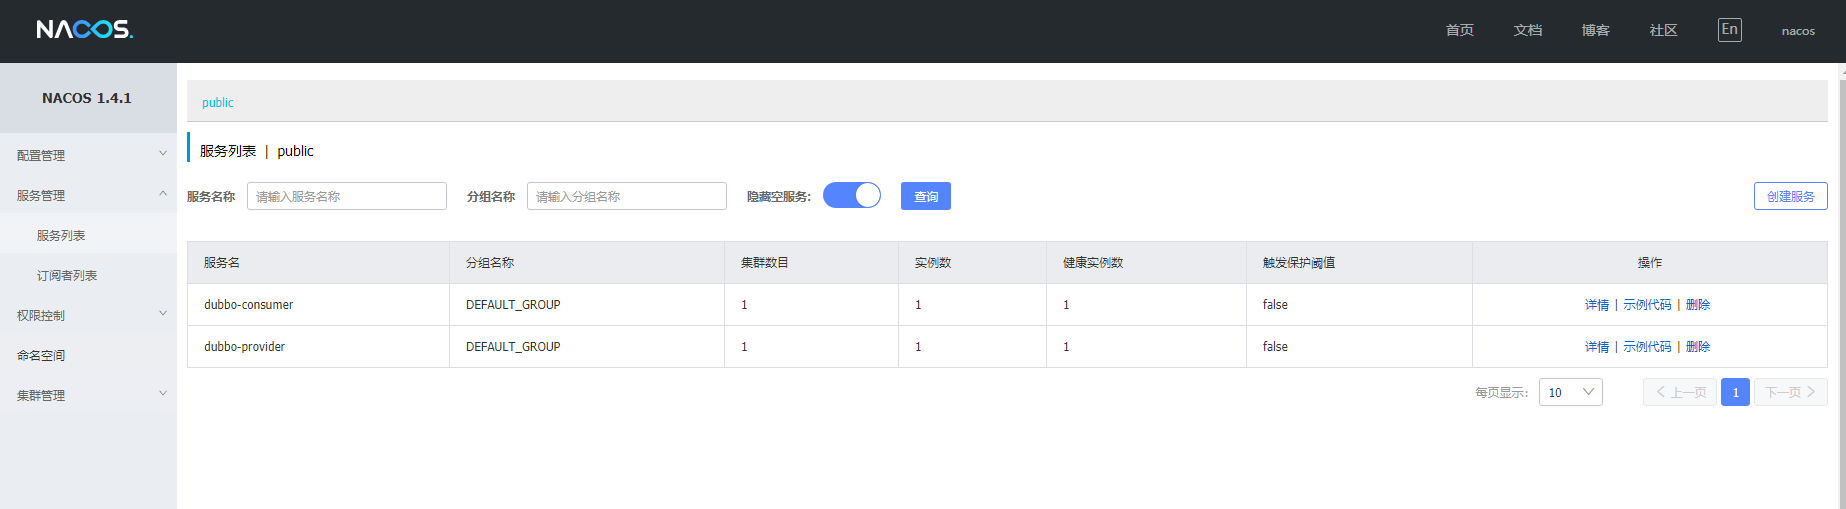 NACOS.
首页 文档 博客 社区 En nacos
NACOS 1.4.1
配置管理
服务管理
服务列表
订阅者列表
权限控制
命名空间
集群管理
public
服务列表 | public
服务名称 请输入服务名称 分组名称 请输入分组名称 隐藏空服务: 查询 创建服务
服务名 分组名称 集群数目 实例数 健康实例数 触发保护阈值 操作
dubbo-consumer DEFAULT_GROUP 1 1 1 false 详情 | 示例代码 | 删除
dubbo-provider DEFAULT_GROUP 1 1 1 false 详情 | 示例代码 | 删除
每页显示: 10 上一页 1 下一页